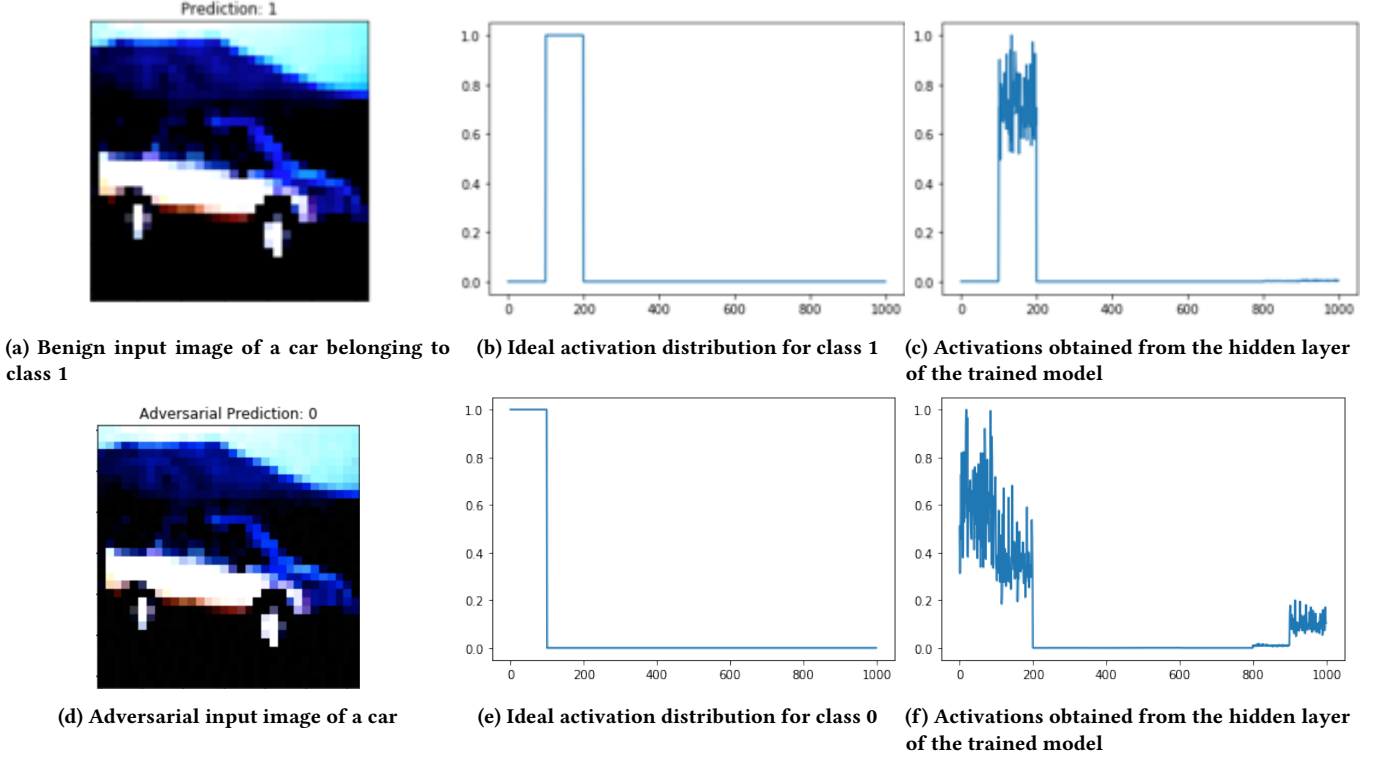 Prediction: 1
1.0
0.8
0.6
0.4
0.2
0.0
0 200 400 600 800 1000
1.0
0.8
0.6
0.4
0.2
0.0
0 200 400 600 800 1000
(a) Benign input image of a car belonging to
class 1
(b) Ideal activation distribution for class 1
(c) Activations obtained from the hidden layer
of the trained model
Adversarial Prediction: 0
1.0
0.8
0.6
0.4
0.2
0.0
0 200 400 600 800 1000
1.0
0.8
0.6
0.4
0.2
0.0
0 200 400 600 800 1000
(d) Adversarial input image of a car
(e) Ideal activation distribution for class 0
(f) Activations obtained from the hidden layer
of the trained model